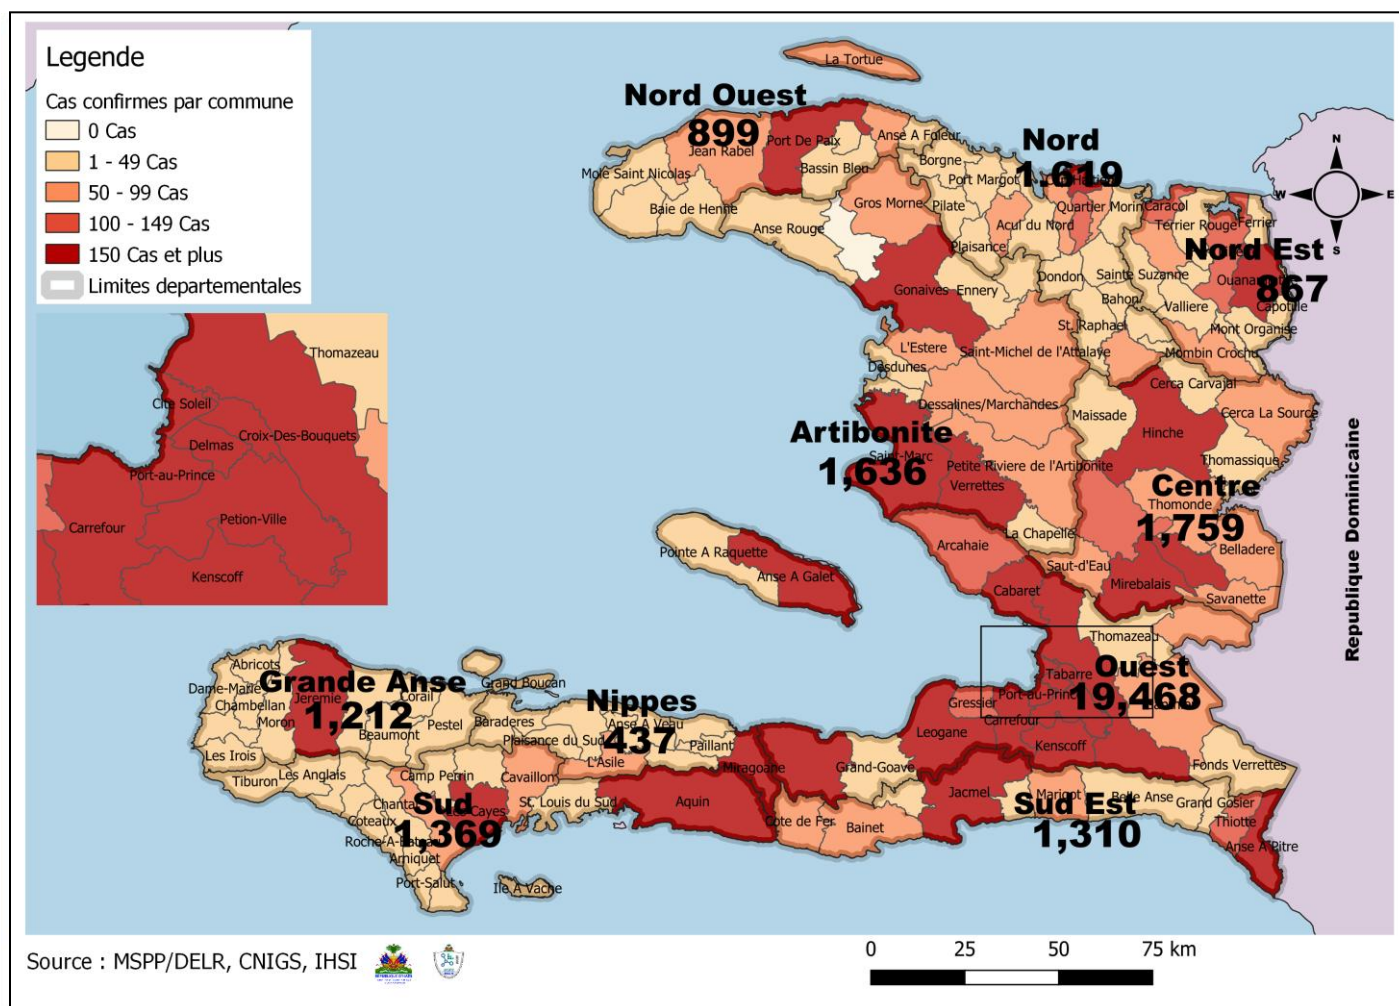 Legende
Cas confirmes par commune
0 Cas
1 - 49 Cas
50 - 99 Cas
100 - 149 Cas
150 Cas et plus
Limites departementales
Thomazeau
Cite Soleil
Croix-Des-Bouquets
Delmas
Port-au-Prince
Petion-Ville
Carrefour
Kenscoff
La Tortue
Nord Ouest
899
Port De Paix
Jean Rabel
Anse A Foleur
Bassin Bleu
Mole Saint Nicolas
Baie de Henne
Nord
1.619
Borgne
Port Margot
Pilate
Quartier Morin
Caracol
Acul du Nord
Plaisance
Terrier Rouge
Ferrier
Nord Est
867
Capotille
Dondon
Sainte Suzanne
Bahon
Valliere
St. Raphael
Mont Organise
Mombin Crochu
Gros Morne
Anse Rouge
Gonaives
Ennery
L'Estere
Saint-Michel de l'Attalaye
Desdunes
Dessalines/Marchandes
Artibonite
1,636
Saint-Marc
Petite Riviere de l'Artibonite
Verrettes
La Chapelle
Cerca Carvajal
Maissade
Cerca La Source
Hinche
Thomassique
Centre
1,759
Thomonde
Belladere
Saut-d'Eau
Mirebalais
Savanette
Arcahaie
Cabaret
Pointe A Raquette
Anse A Galet
Thomazeau
Ouest
19,468
Tabarre
Port-au-Prince
Gressier
Carrefour
Leogane
Kenscoff
Fonds Verrettes
Grand-Goave
Abricots
Dame-Marie
Chambellan
Moron
Grande Anse
1,212
Jeremie
Corail
Beaumont
Pestel
Les Irois
Grand Boucan
Baraderes
Nippes
437
Anse A Veau
Plaisance du Sud
Paillant
L'Asile
Miragoane
Tiburon
Les Anglais
Camp Perrin
Cavaillon
Sud
1,369
Les Cayes
St. Louis du Sud
Aquin
Coteaux
Arniquet
Port-Salut
Ile A Vache
Cote de Fer
Bainet
Jacmel
Sud Est
1,310
Marigot
Belle Anse
Grand Gosier
Thiotte
Anse A Pitre
Republique Dominicaine
N
W
E
S
Source : MSPP/DELR, CNIGS, IHSI
0 25 50 75 km